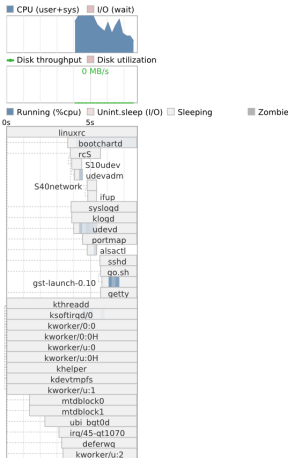 CPU (user+sys) I/O (wait)
Disk throughput Disk utilization
0 MB/s
Running (%cpu) Unint.sleep (I/O) Sleeping Zombie
0s 5s
linuxrc
bootchartd
rcS
S10udev
udevadm
S40network
ifup
syslogd
klogd
udevd
portmap
alsactl
sshd
go.sh
gst-launch-0.10
getty
kthreadd
ksoftirqd/0
kworker/0:0
kworker/0:0H
kworker/u:0
kworker/u:0H
khelper
kdevtmpfs
kworker/u:1
mtdblock0
mtdblock1
ubi_bgt0d
irq/45-qt1070
deferwq
kworker/u:2